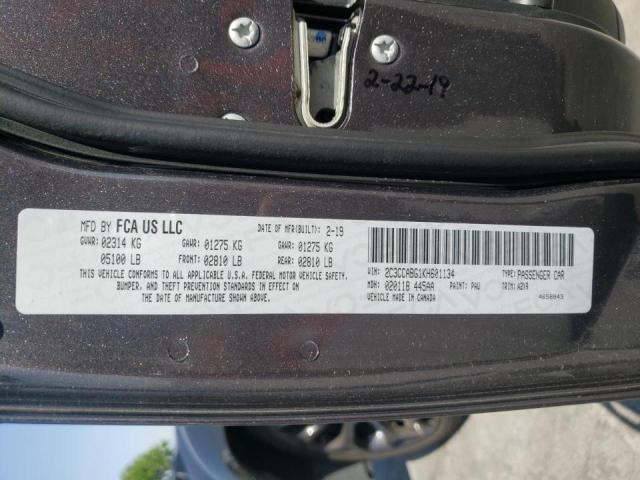 2-22-19
MFD BY FCA US LLC DATE OF MFR(BUILT): 2-19
GVWR: 02314 KG GAWR: 01275 KG GAWR: 01275 KG
05100 LB FRONT: 02810 LB REAR: 02810 LB
THIS VEHICLE CONFORMS TO ALL APPLICABLE U.S.A. FEDERAL MOTOR VEHICLE SAFETY,
BUMPER, AND THEFT PREVENTION STANDARDS IN EFFECT ON
THE DATE OF MANUFACTURE SHOWN ABOVE.
VIN: 2C3CCABG1KH601134 TYPE: PASSENGER CAR
MDH: 020118 445AA PAINT: PAU TRIM: A2X9
VEHICLE MADE IN CANADA 4658843